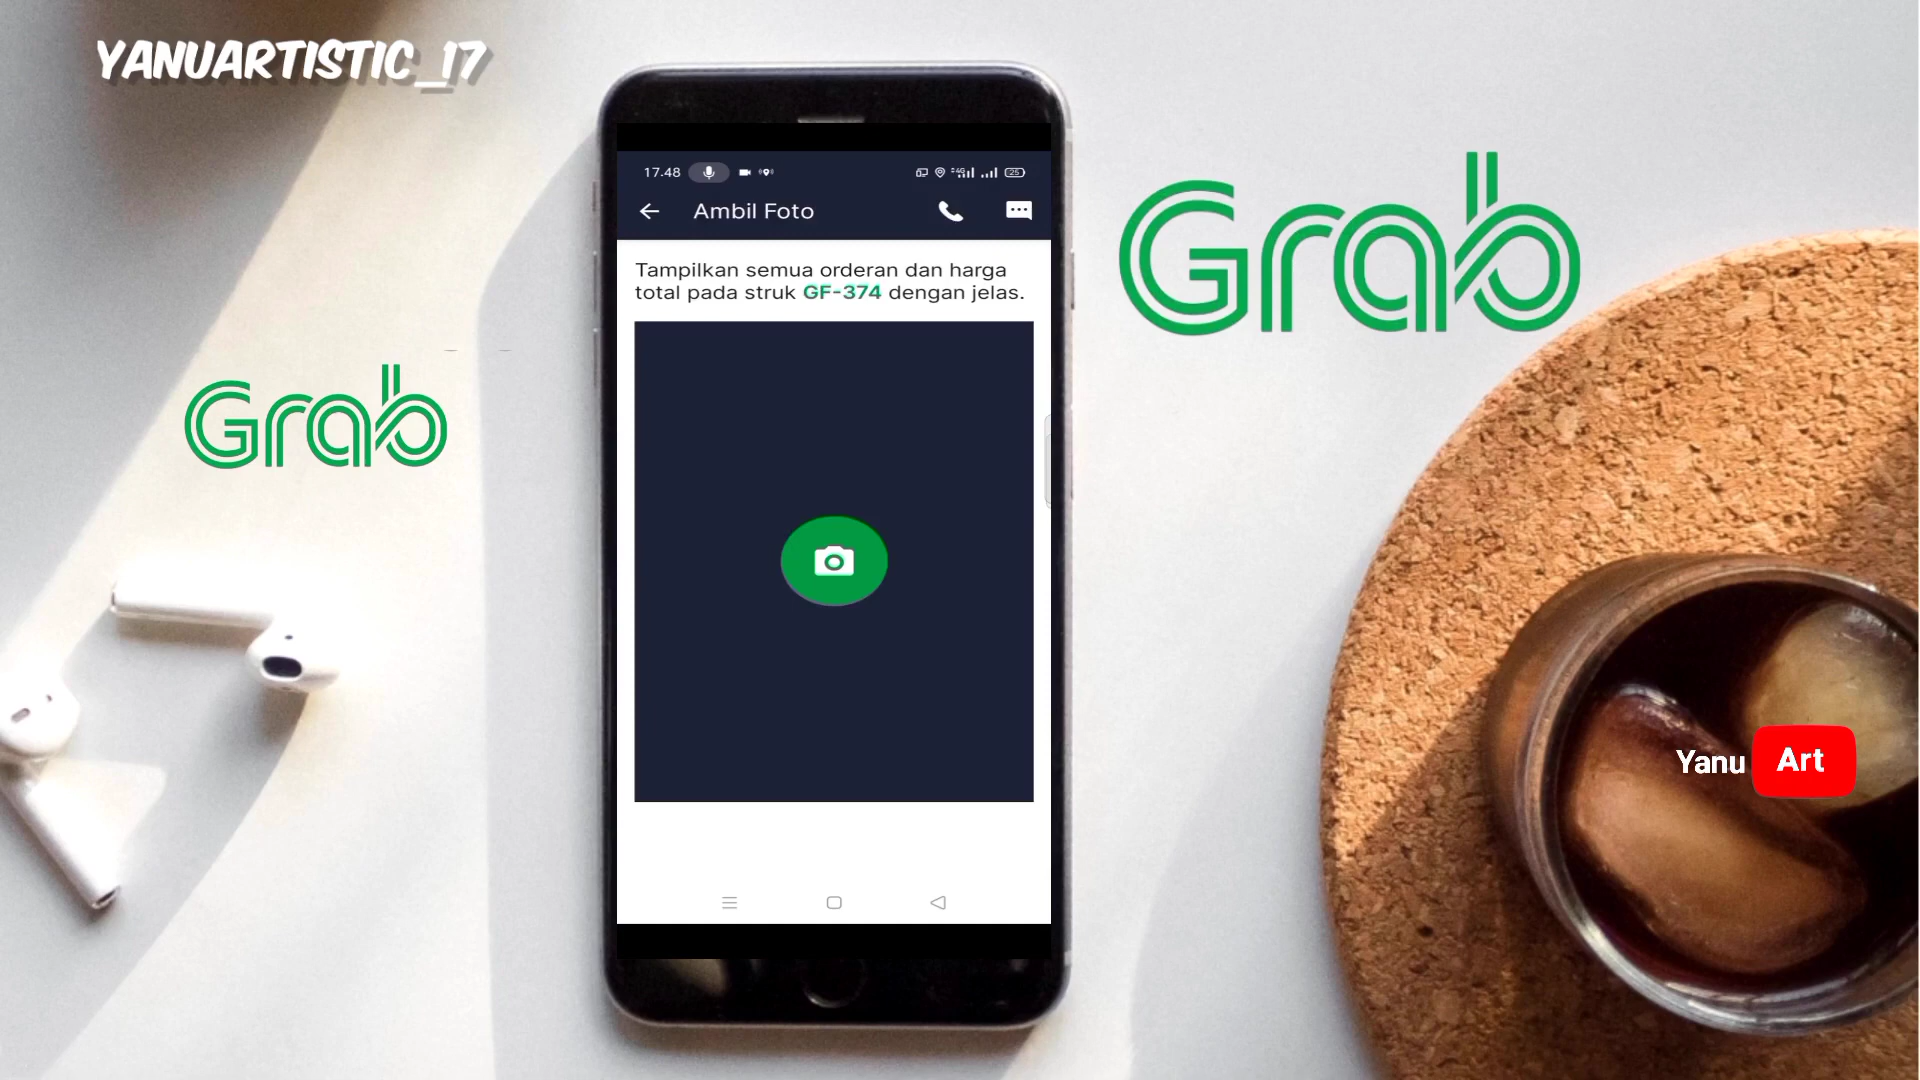 YANUARTISTIC_17
17.48
25
Ambil Foto
Tampilkan semua orderan dan harga
total pada struk GF-374 dengan jelas.
Grab
Grab
Yanu Art